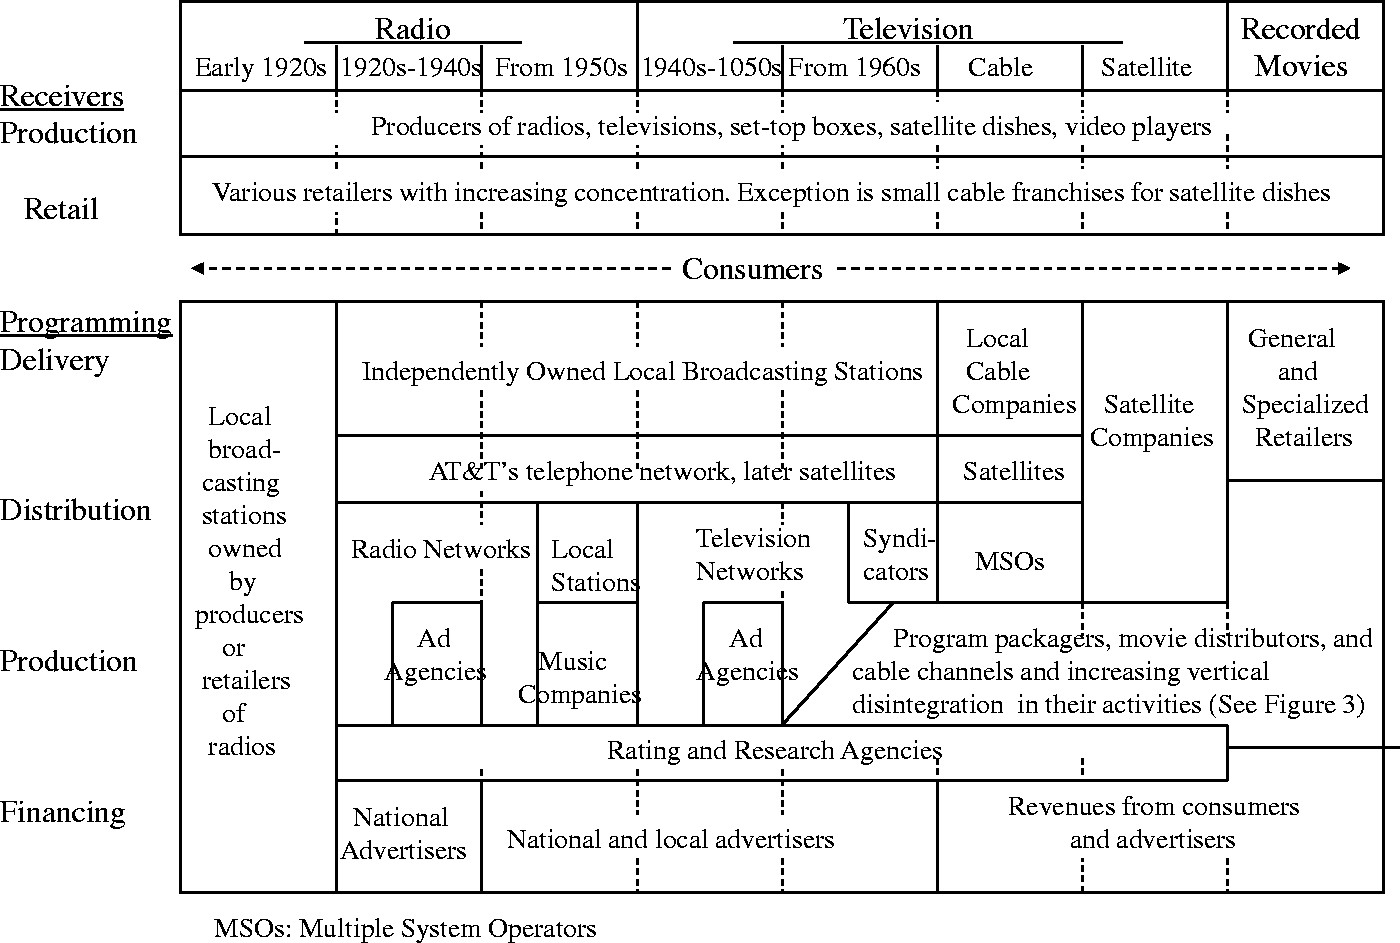 Radio
Television
Recorded
Movies
Early 1920s
1920s-1940s
From 1950s
1940s-1050s
From 1960s
Cable
Satellite
Receivers
Production
Producers of radios, televisions, set-top boxes, satellite dishes, video players
Retail
Various retailers with increasing concentration. Exception is small cable franchises for satellite dishes
Consumers
Programming
Delivery
Local
broad-
casting
stations
owned
by
producers
or
retailers
of
radios
Independently Owned Local Broadcasting Stations
Local
Cable
Companies
Satellite
Companies
General
and
Specialized
Retailers
AT&T's telephone network, later satellites
Satellites
Distribution
Radio Networks
Local
Stations
Television
Networks
Syndi-
cators
MSOs
Production
Ad
Agencies
Music
Companies
Ad
Agencies
Program packagers, movie distributors, and
cable channels and increasing vertical
disintegration in their activities (See Figure 3)
Rating and Research Agencies
Financing
National
Advertisers
National and local advertisers
Revenues from consumers
and advertisers
MSOs: Multiple System Operators